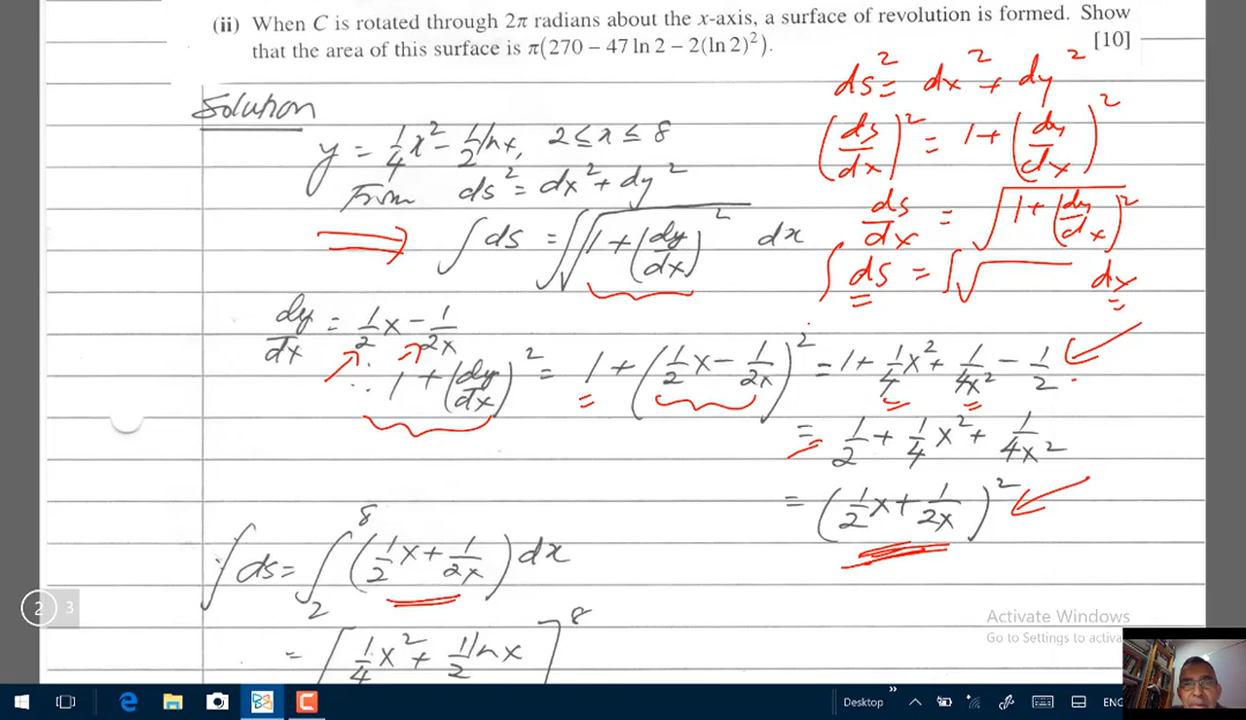 (ii) When C is rotated through 2π radians about the x-axis, a surface of revolution is formed. Show
that the area of this surface is π(270 − 47 ln 2 − 2(ln 2)²).
[10]
Solution
y = 1/4 x² − 1/2 ln x, 2 ≤ x ≤ 8
From ds² = dx² + dy²
⟹ ∫ ds = ∫ √(1 + (dy/dx)²) dx
ds² = dx² + dy²
(ds/dx)² = 1 + (dy/dx)²
ds/dx = √(1 + (dy/dx)²)
∫ ds = ∫ √ dx
dy/dx = 1/2 x − 1/2x
∴ 1 + (dy/dx)² = 1 + (1/2 x − 1/2x)² = 1 + 1/4 x² + 1/4x² − 1/2
= 1/2 + 1/4 x² + 1/4x²
= (1/2 x + 1/2x)²
∫ ds = ∫₂⁸ (1/2 x + 1/2x) dx
= [1/4 x² + 1/2 ln x]⁸
2 3
Activate Windows
Go to Settings to activa
Desktop
ENG